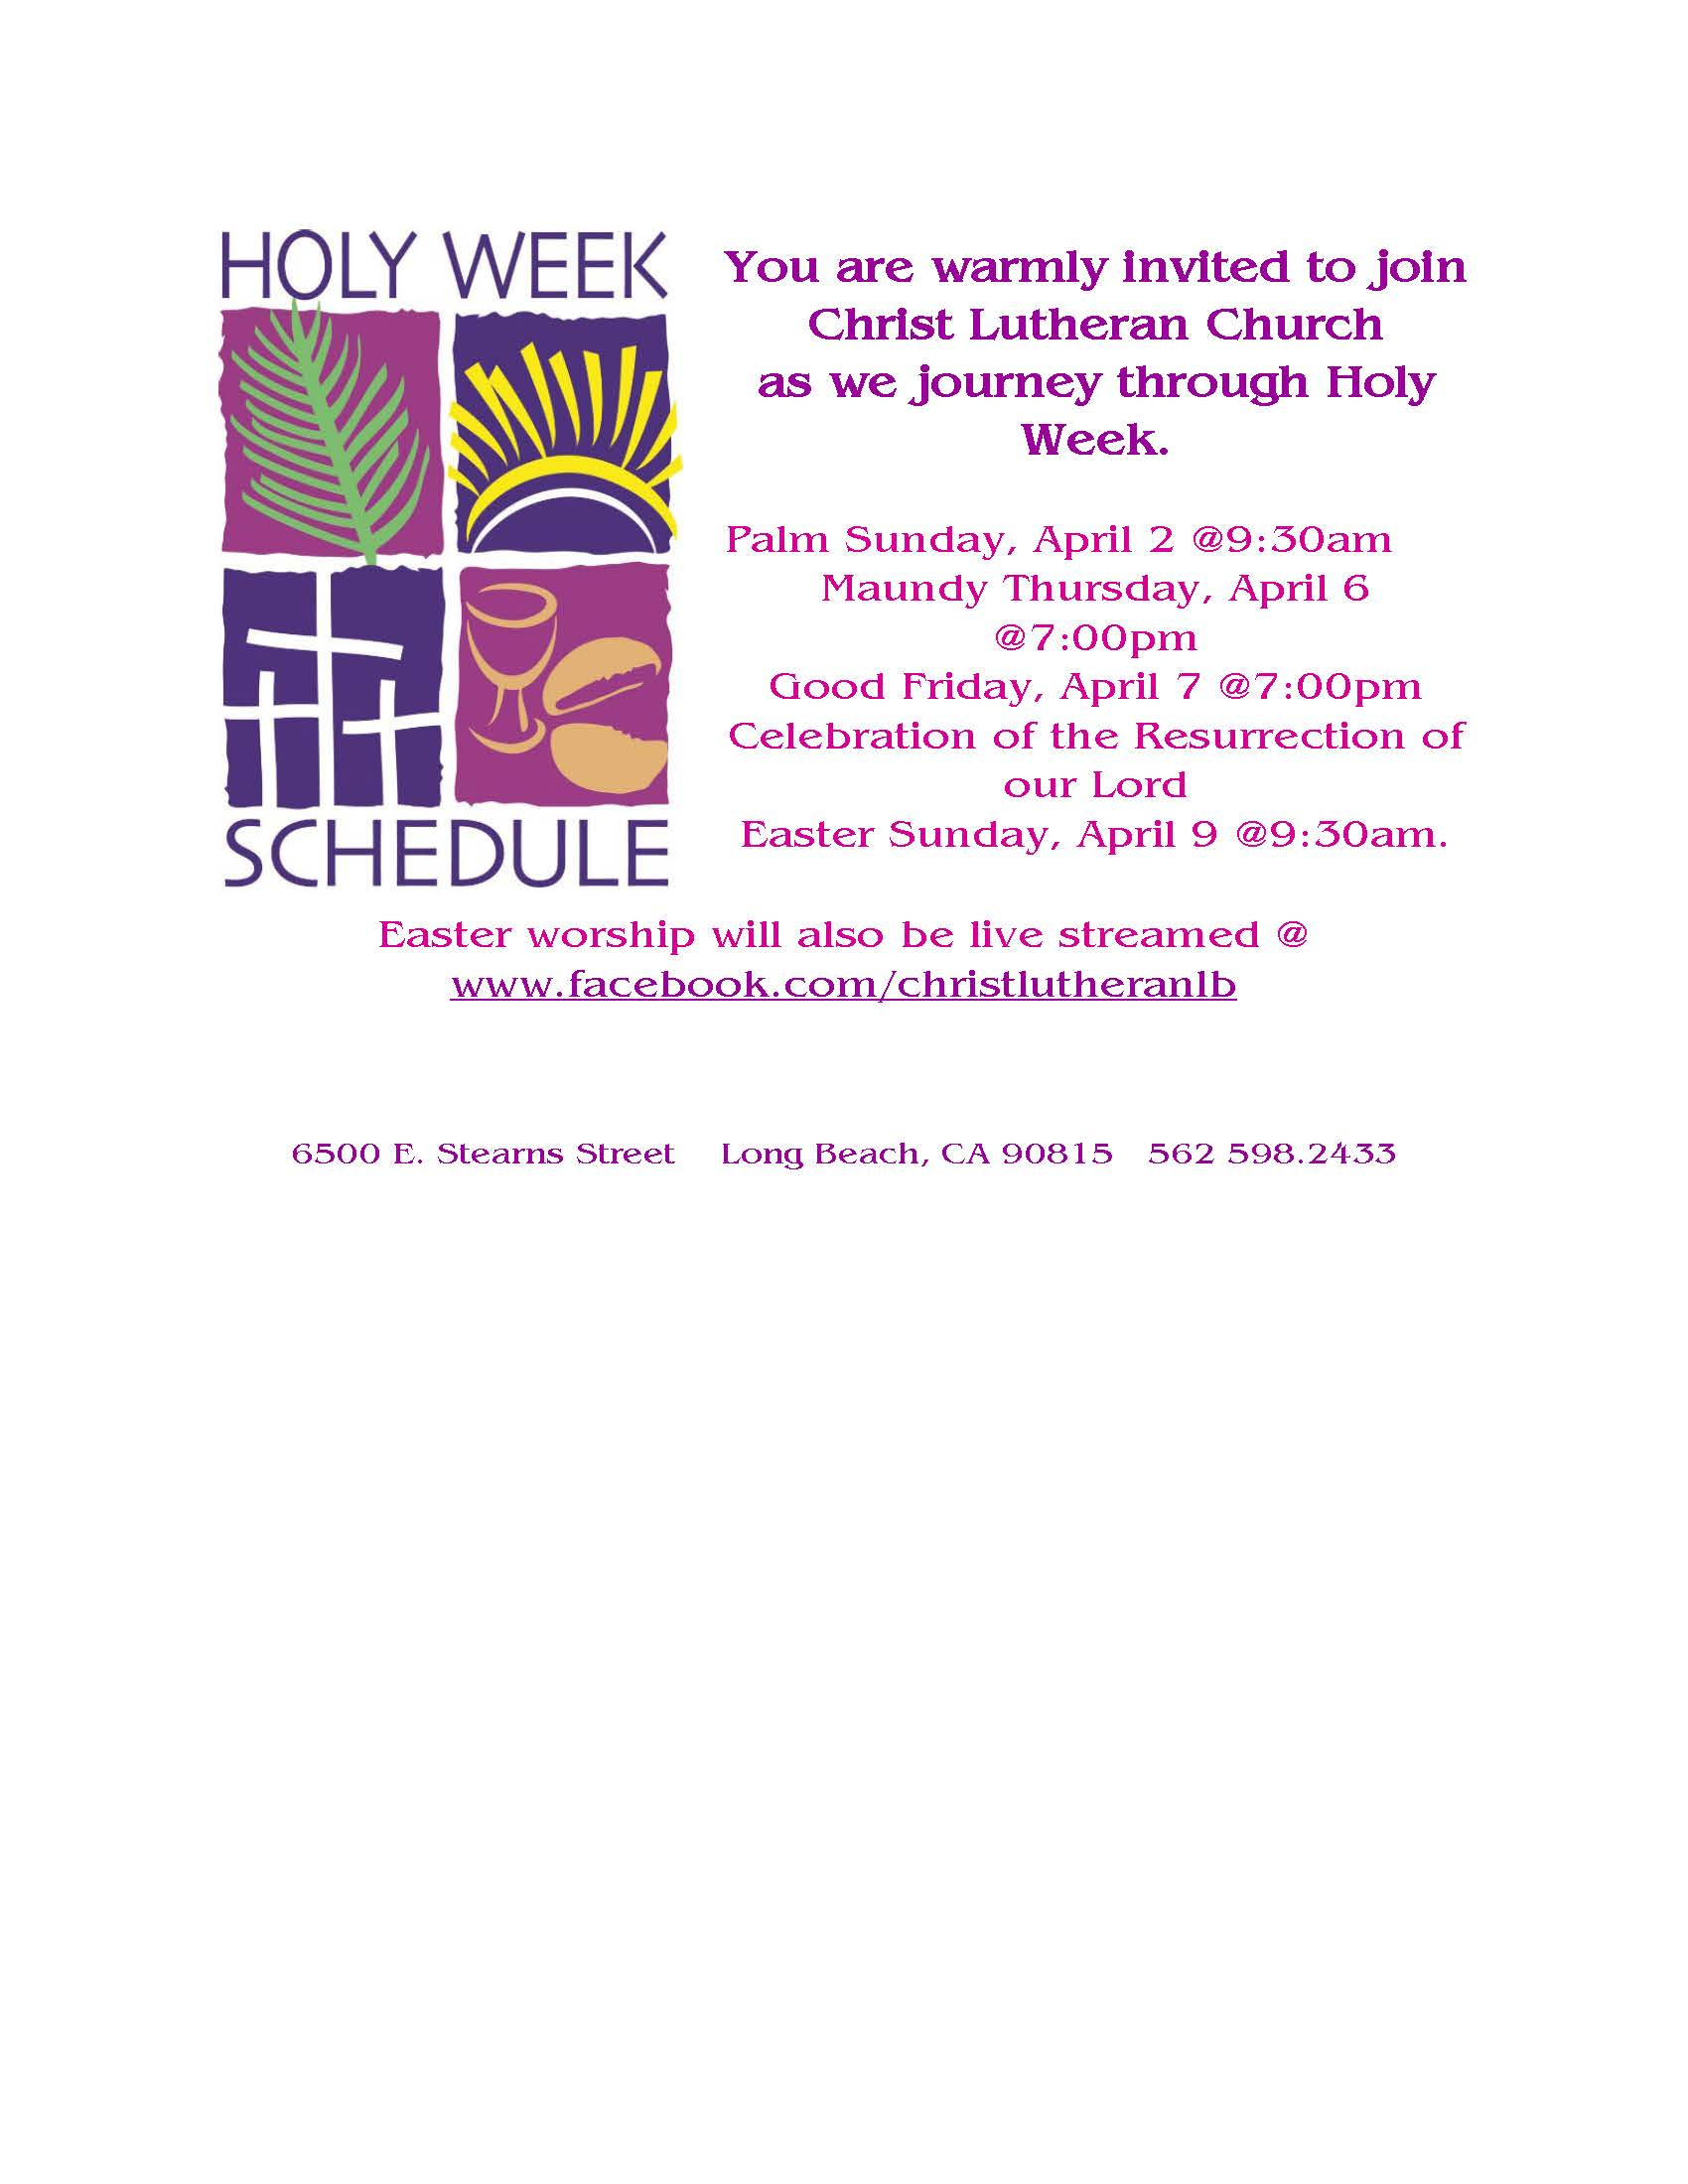 HOLY WEEK
SCHEDULE
You are warmly invited to join
Christ Lutheran Church
as we journey through Holy
Week.
Palm Sunday, April 2 @9:30am
Maundy Thursday, April 6
@7:00pm
Good Friday, April 7 @7:00pm
Celebration of the Resurrection of
our Lord
Easter Sunday, April 9 @9:30am.
Easter worship will also be live streamed @
www.facebook.com/christlutheranlb
6500 E. Stearns Street Long Beach, CA 90815 562 598.2433